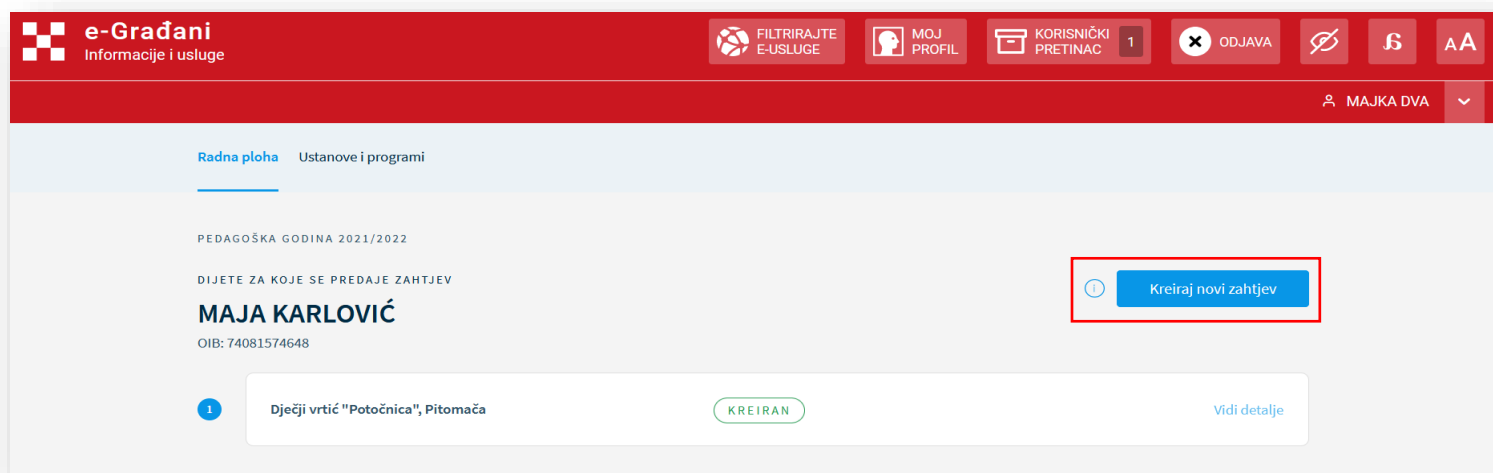 e-Građani
Informacije i usluge
FILTRIRAJTE
E-USLUGE
MOJ
PROFIL
KORISNIČKI
PRETINAC
1
ODJAVA
a
AA
MAJKA DVA
Radna ploha Ustanove i programi
PEDAGOŠKA GODINA 2021/2022
DIJETE ZA KOJE SE PREDAJE ZAHTJEV
MAJA KARLOVIĆ
OIB: 74081574648
Kreiraj novi zahtjev
1 Dječji vrtić "Potočnica", Pitomača KREIRAN Vidi detalje